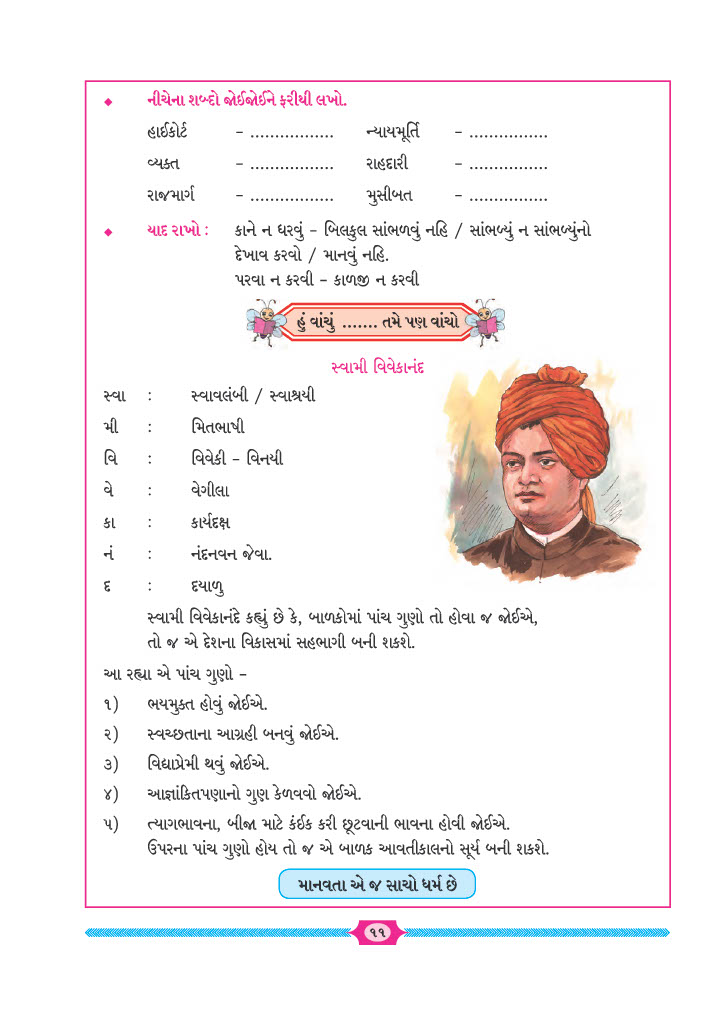 ◆ નીચેના શબ્દો જોઈજોઈને ફરીથી લખો.
હાઈકોર્ટ – ................. ન્યાયમૂર્તિ – ................
વ્યક્ત – ................. રાહદારી – ................
રાજમાર્ગ – ................. મુસીબત – ................
◆ યાદ રાખો : કાને ન ધરવું – બિલકુલ સાંભળવું નહિ / સાંભળ્યું ન સાંભળ્યુંનો
દેખાવ કરવો / માનવું નહિ.
પરવા ન કરવી – કાળજી ન કરવી
હું વાંચું ....... તમે પણ વાંચો
સ્વામી વિવેકાનંદ
સ્વા : સ્વાવલંબી / સ્વાશ્રયી
મી : મિતભાષી
વિ : વિવેકી – વિનયી
વે : વેગીલા
કા : કાર્યદક્ષ
નં : નંદનવન જેવા.
દ : દયાળુ
સ્વામી વિવેકાનંદે કહ્યું છે કે, બાળકોમાં પાંચ ગુણો તો હોવા જ જોઈએ,
તો જ એ દેશના વિકાસમાં સહભાગી બની શકશે.
આ રહ્યા એ પાંચ ગુણો –
૧) ભયમુક્ત હોવું જોઈએ.
૨) સ્વચ્છતાના આગ્રહી બનવું જોઈએ.
૩) વિદ્યાપ્રેમી થવું જોઈએ.
૪) આજ્ઞાંકિતપણાનો ગુણ કેળવવો જોઈએ.
૫) ત્યાગભાવના, બીજા માટે કંઈક કરી છૂટવાની ભાવના હોવી જોઈએ.
ઉપરના પાંચ ગુણો હોય તો જ એ બાળક આવતીકાલનો સૂર્ય બની શકશે.
માનવતા એ જ સાચો ધર્મ છે
૧૧